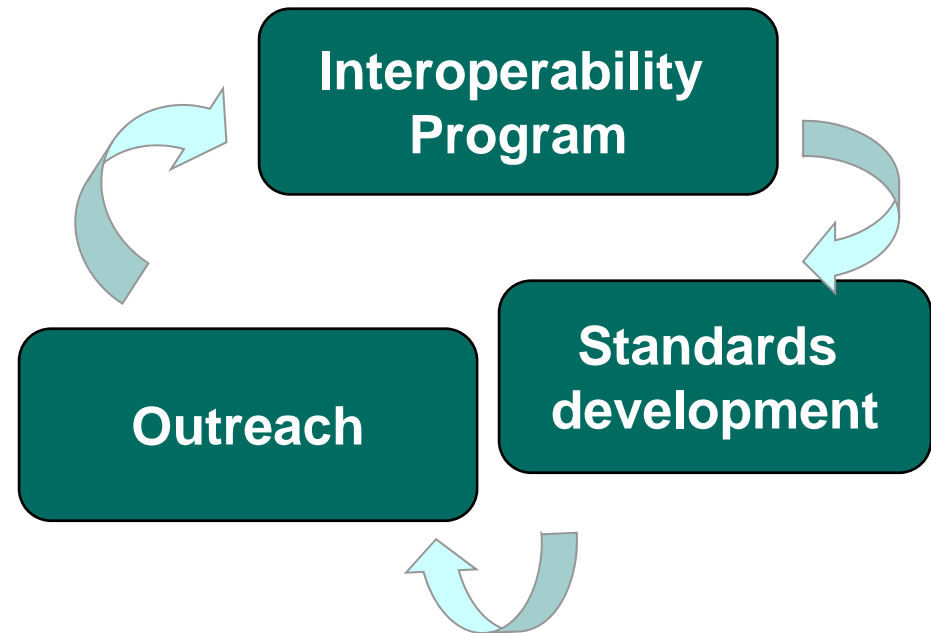 Interoperability
Program
Standards
development
Outreach